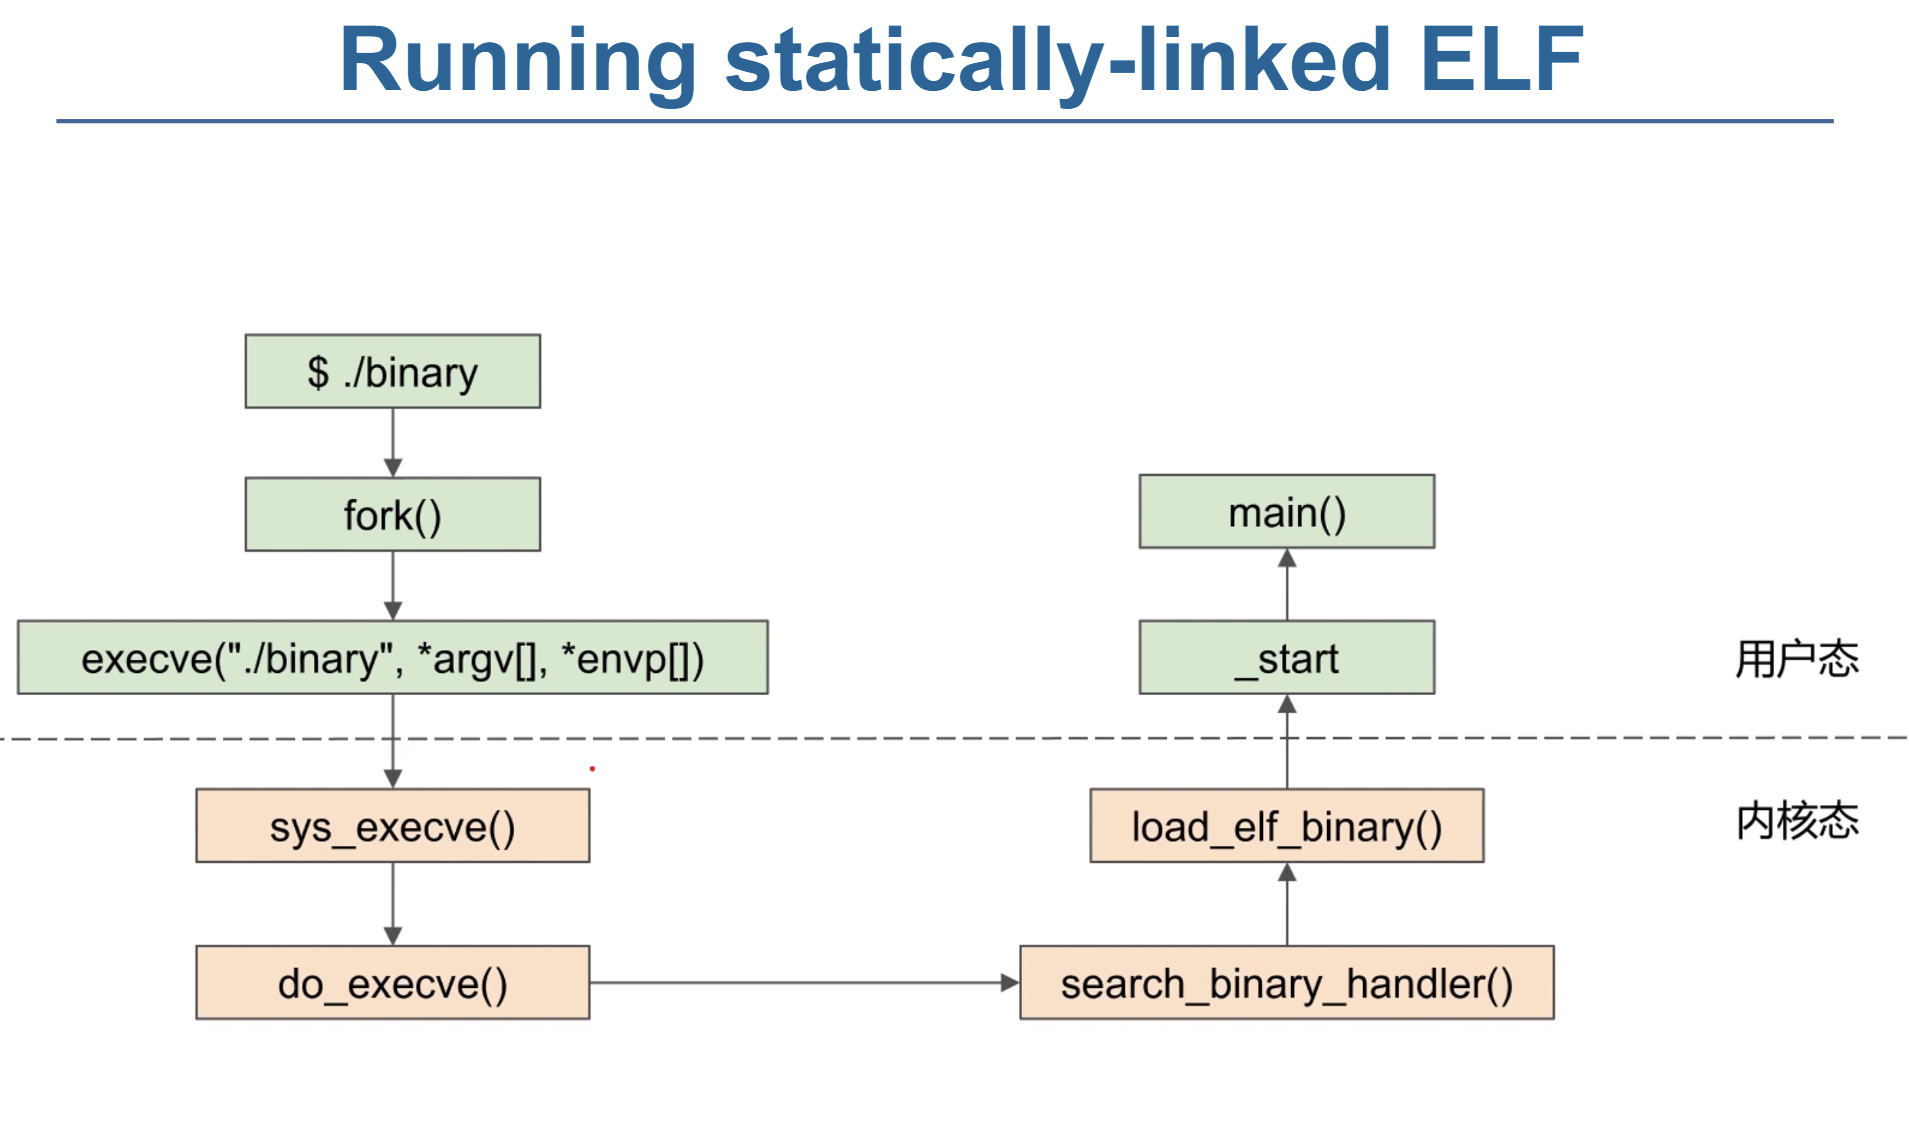 Running statically-linked ELF
$ ./binary
fork()
execve("./binary", *argv[], *envp[])
sys_execve()
do_execve()
search_binary_handler()
load_elf_binary()
_start
main()
用户态
内核态